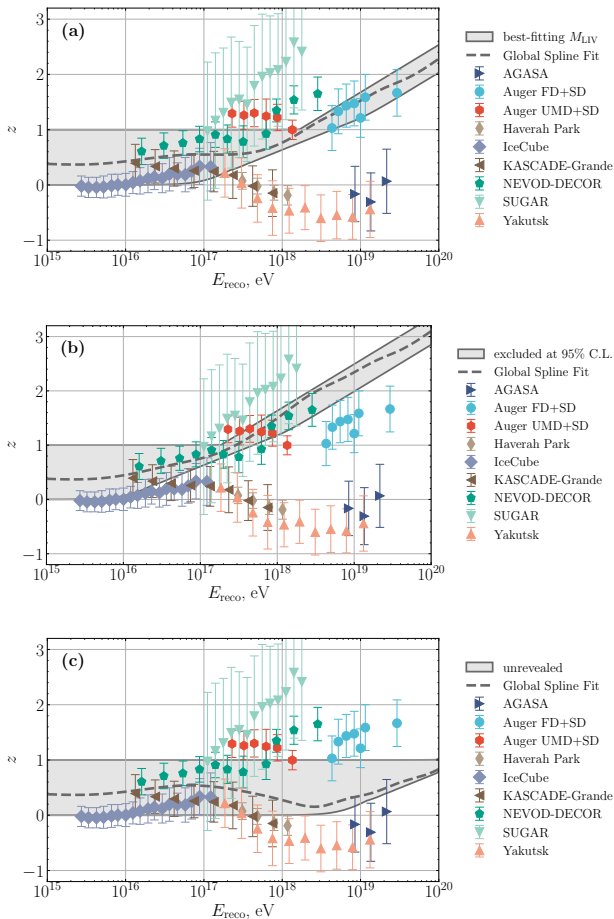 (a)
3
2
1
0
−1
z
10^15 10^16 10^17 10^18 10^19 10^20
E_reco, eV
best-fitting M_LIV
Global Spline Fit
AGASA
Auger FD+SD
Auger UMD+SD
Haverah Park
IceCube
KASCADE-Grande
NEVOD-DECOR
SUGAR
Yakutsk
(b)
3
2
1
0
−1
z
10^15 10^16 10^17 10^18 10^19 10^20
E_reco, eV
excluded at 95% C.L.
Global Spline Fit
AGASA
Auger FD+SD
Auger UMD+SD
Haverah Park
IceCube
KASCADE-Grande
NEVOD-DECOR
SUGAR
Yakutsk
(c)
3
2
1
0
−1
z
10^15 10^16 10^17 10^18 10^19 10^20
E_reco, eV
unrevealed
Global Spline Fit
AGASA
Auger FD+SD
Auger UMD+SD
Haverah Park
IceCube
KASCADE-Grande
NEVOD-DECOR
SUGAR
Yakutsk